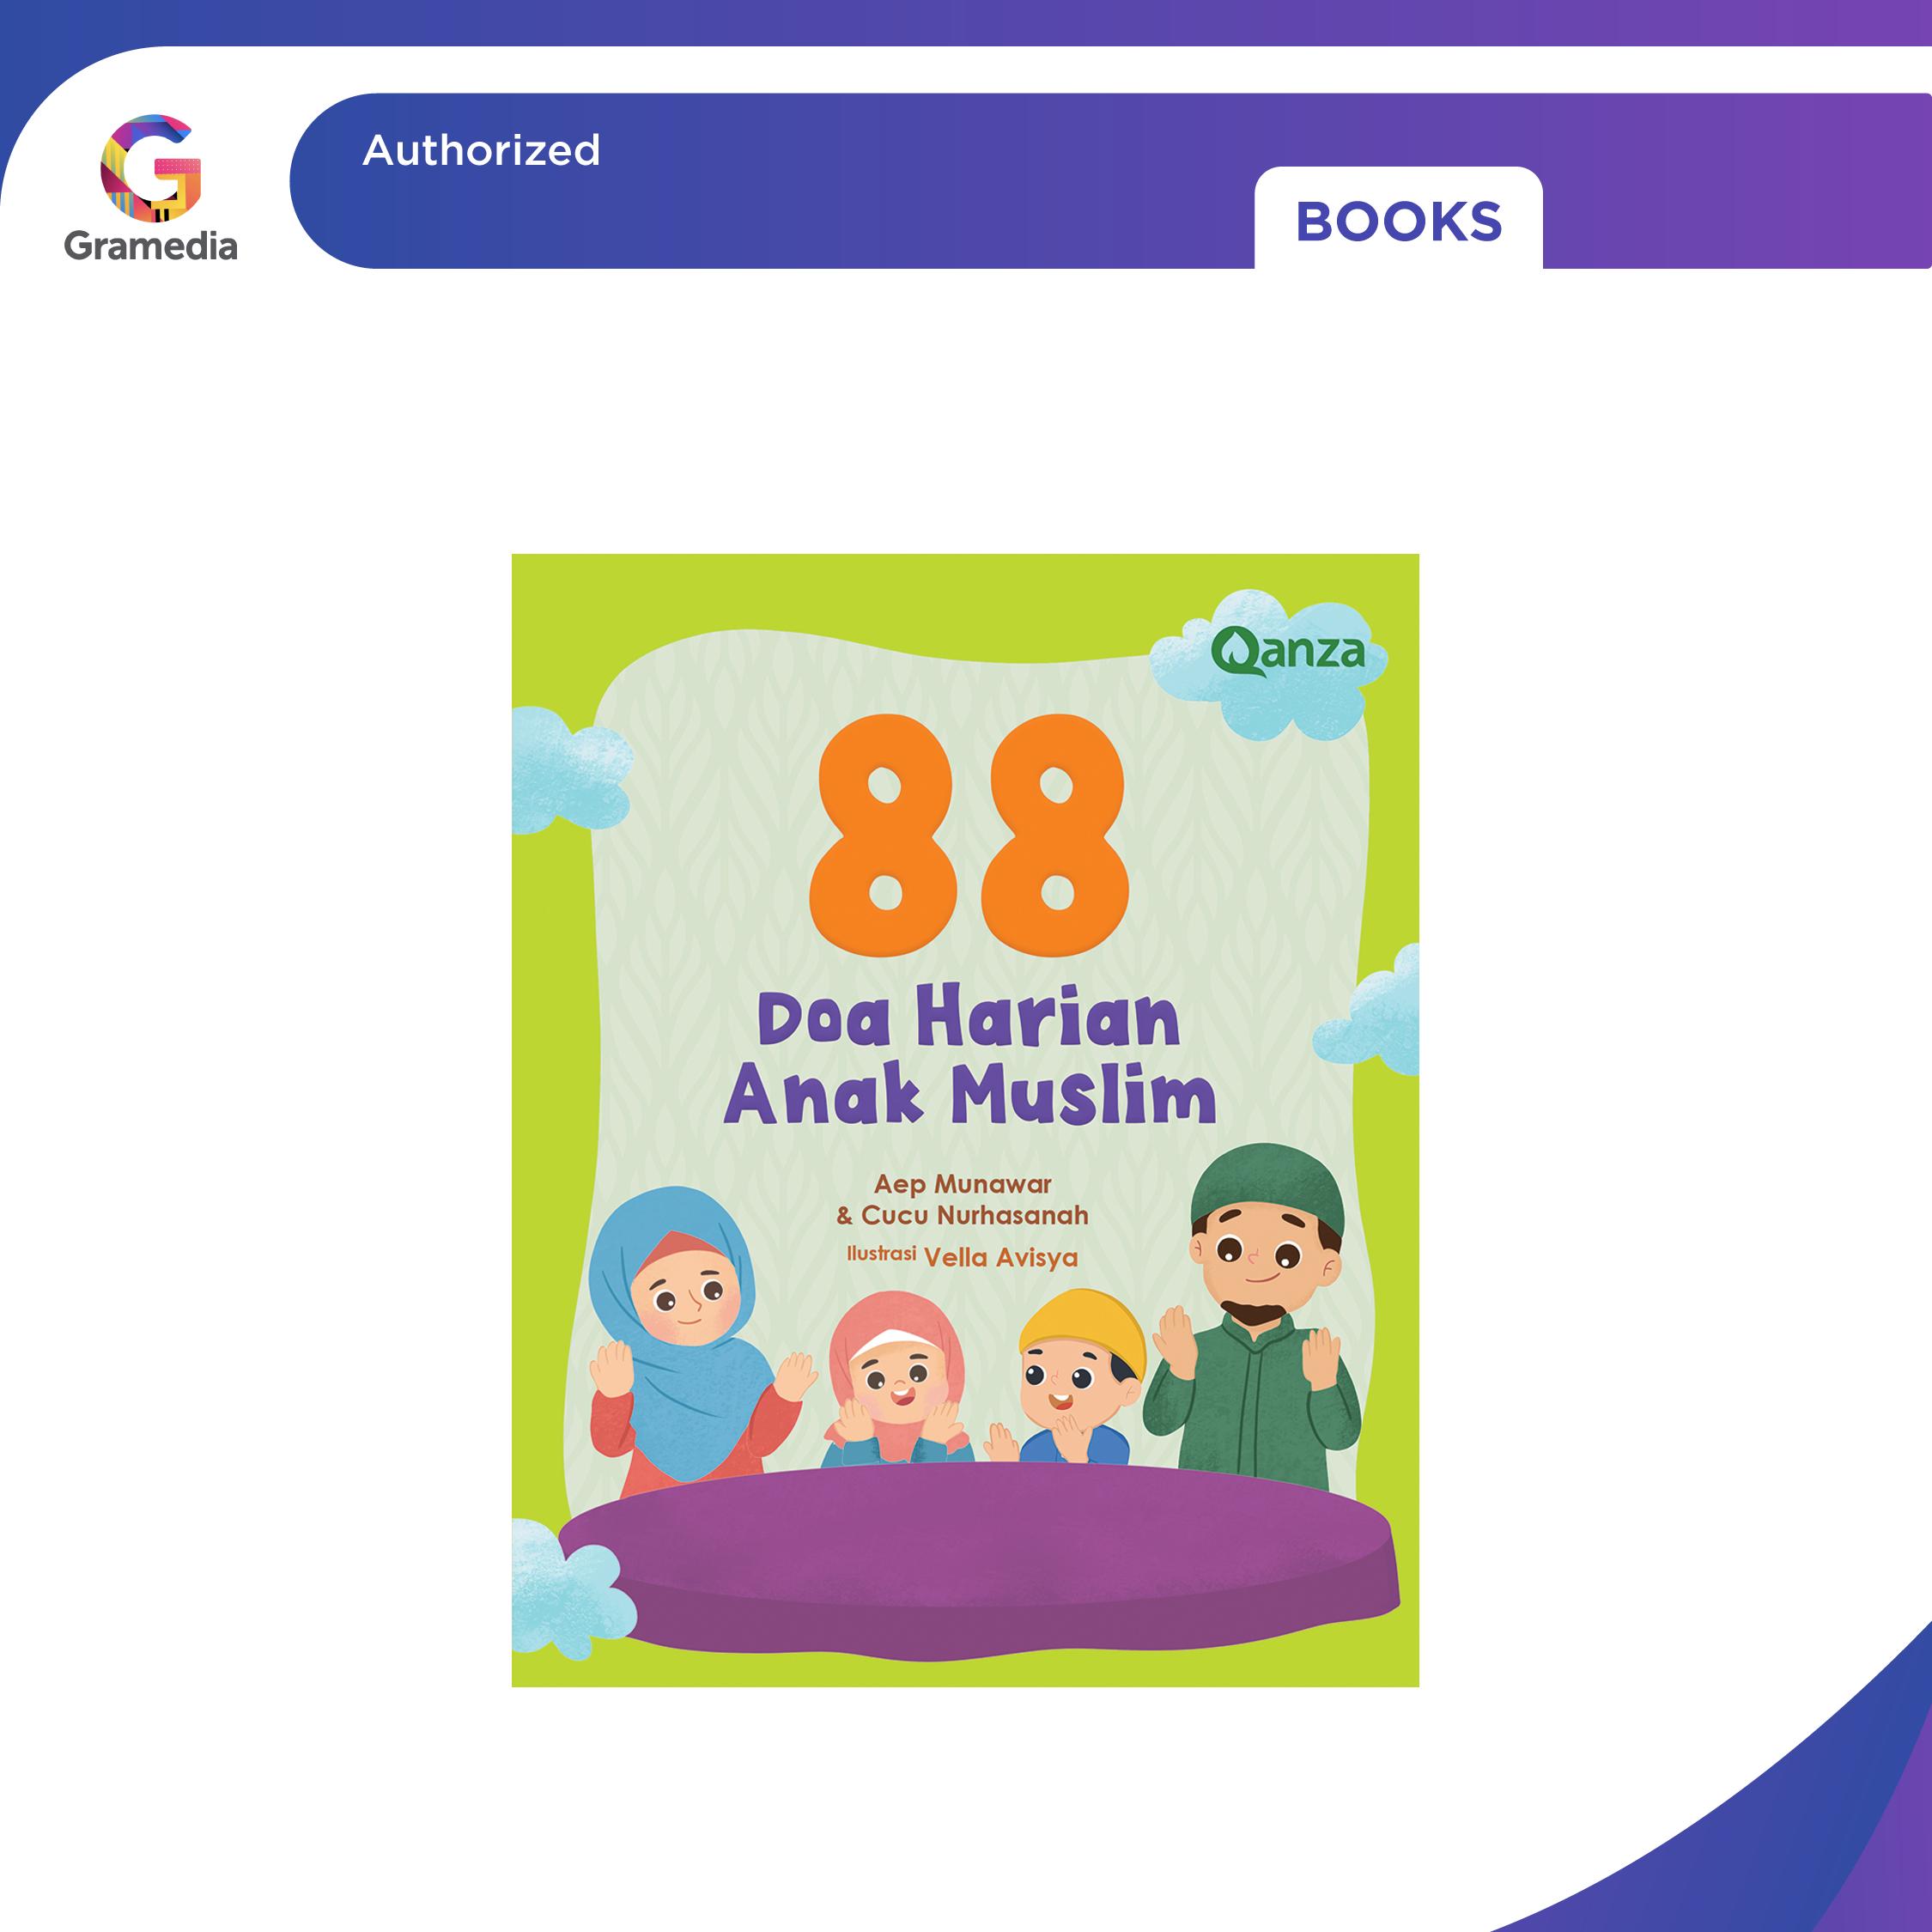 Gramedia
Authorized
BOOKS
Qanza
88
Doa Harian
Anak Muslim
Aep Munawar
& Cucu Nurhasanah
Ilustrasi Vella Avisya